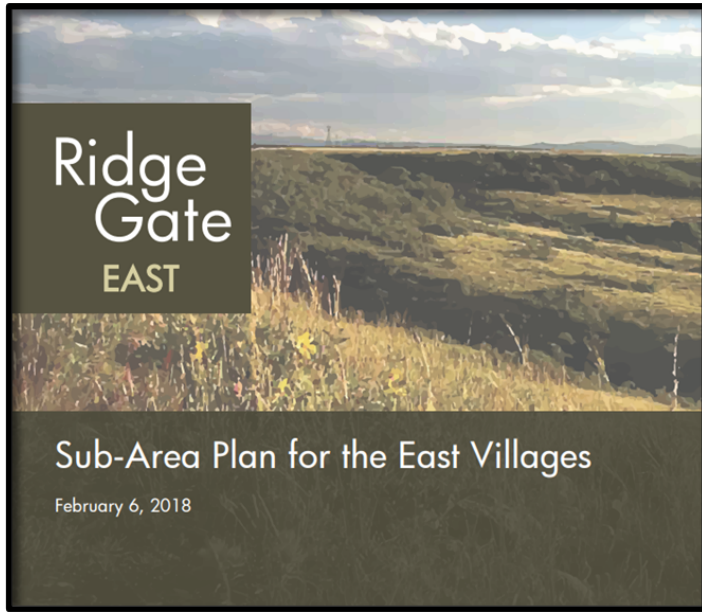 Ridge
Gate
EAST
Sub-Area Plan for the East Villages
February 6, 2018